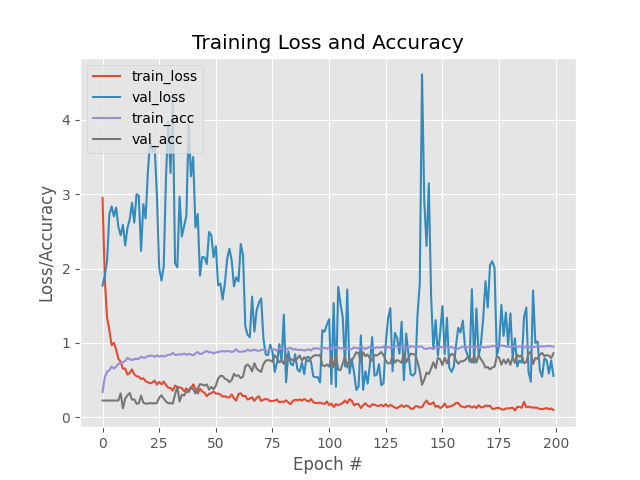 Training Loss and Accuracy
train_loss
val_loss
train_acc
val_acc
Loss/Accuracy
4
3
2
1
0
0 25 50 75 100 125 150 175 200
Epoch #